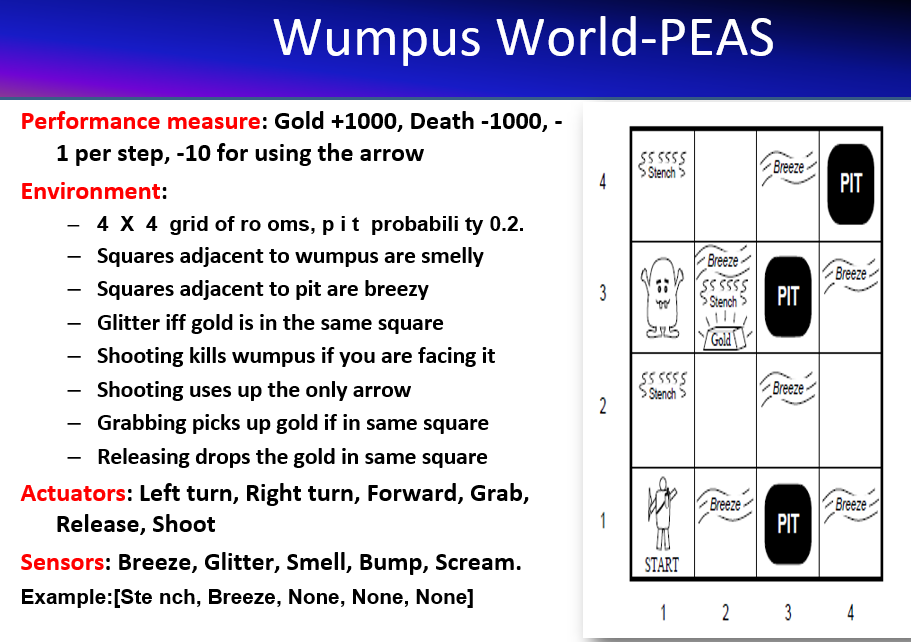 Wumpus World-PEAS
Performance measure: Gold +1000, Death -1000, -
1 per step, -10 for using the arrow
Environment:
– 4 X 4 grid of ro oms, p i t probabili ty 0.2.
– Squares adjacent to wumpus are smelly
– Squares adjacent to pit are breezy
– Glitter iff gold is in the same square
– Shooting kills wumpus if you are facing it
– Shooting uses up the only arrow
– Grabbing picks up gold if in same square
– Releasing drops the gold in same square
Actuators: Left turn, Right turn, Forward, Grab,
Release, Shoot
Sensors: Breeze, Glitter, Smell, Bump, Scream.
Example:[Ste nch, Breeze, None, None, None]
4
SS SSSS
S Stench S
Breeze
PIT
3
Breeze
SS SSSS
S Stench S
Gold
PIT
Breeze
2
SS SSSS
S Stench S
Breeze
1
START
Breeze
PIT
Breeze
1 2 3 4